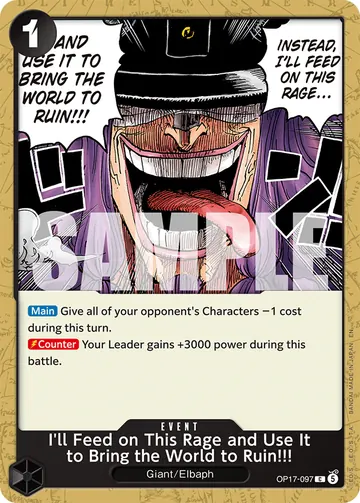 1
AND
USE IT TO
BRING THE
WORLD TO
RUIN!!!
INSTEAD,
I'LL FEED
ON THIS
RAGE...
SAMPLE
Main Give all of your opponent's Characters −1 cost
during this turn.
Counter Your Leader gains +3000 power during this
battle.
EVENT
I'll Feed on This Rage and Use It
to Bring the World to Ruin!!!
Giant/Elbaph
OP17-097 C 5